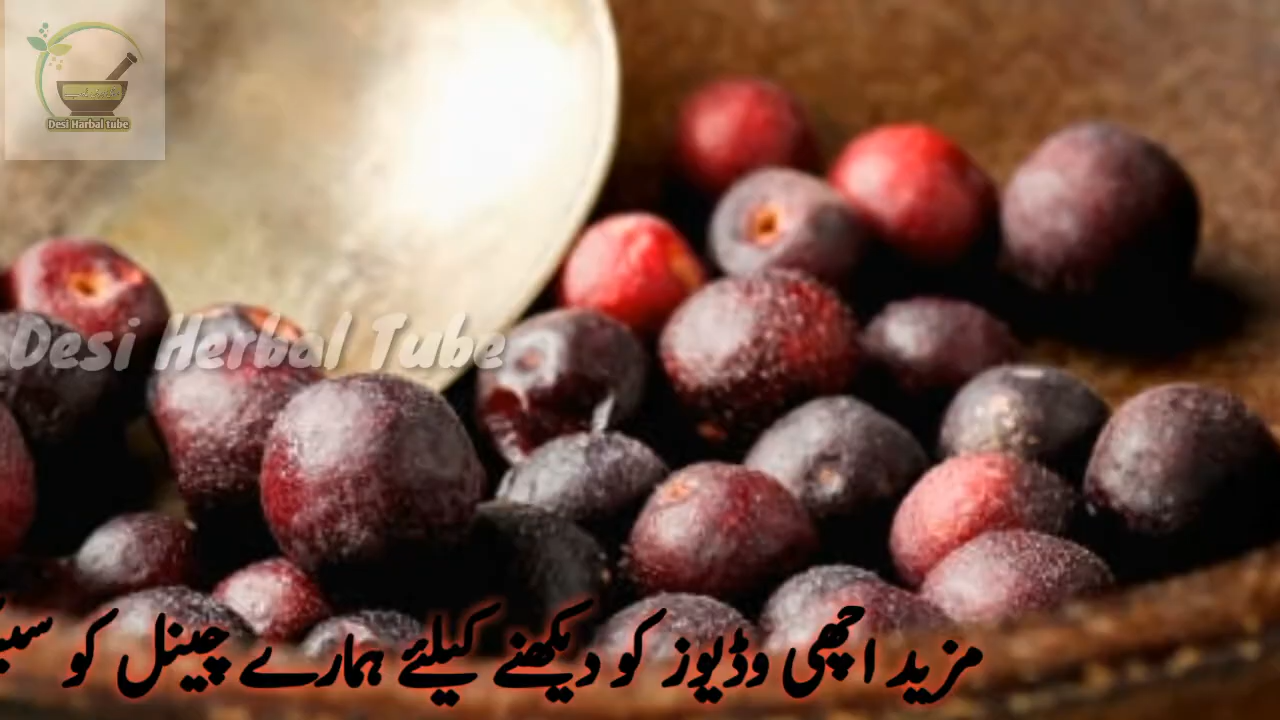 Desi Harbal tube
Desi Herbal Tube
مزید اچھی وڈیوز کو دیکھنے کیلئے ہمارے چینل کو